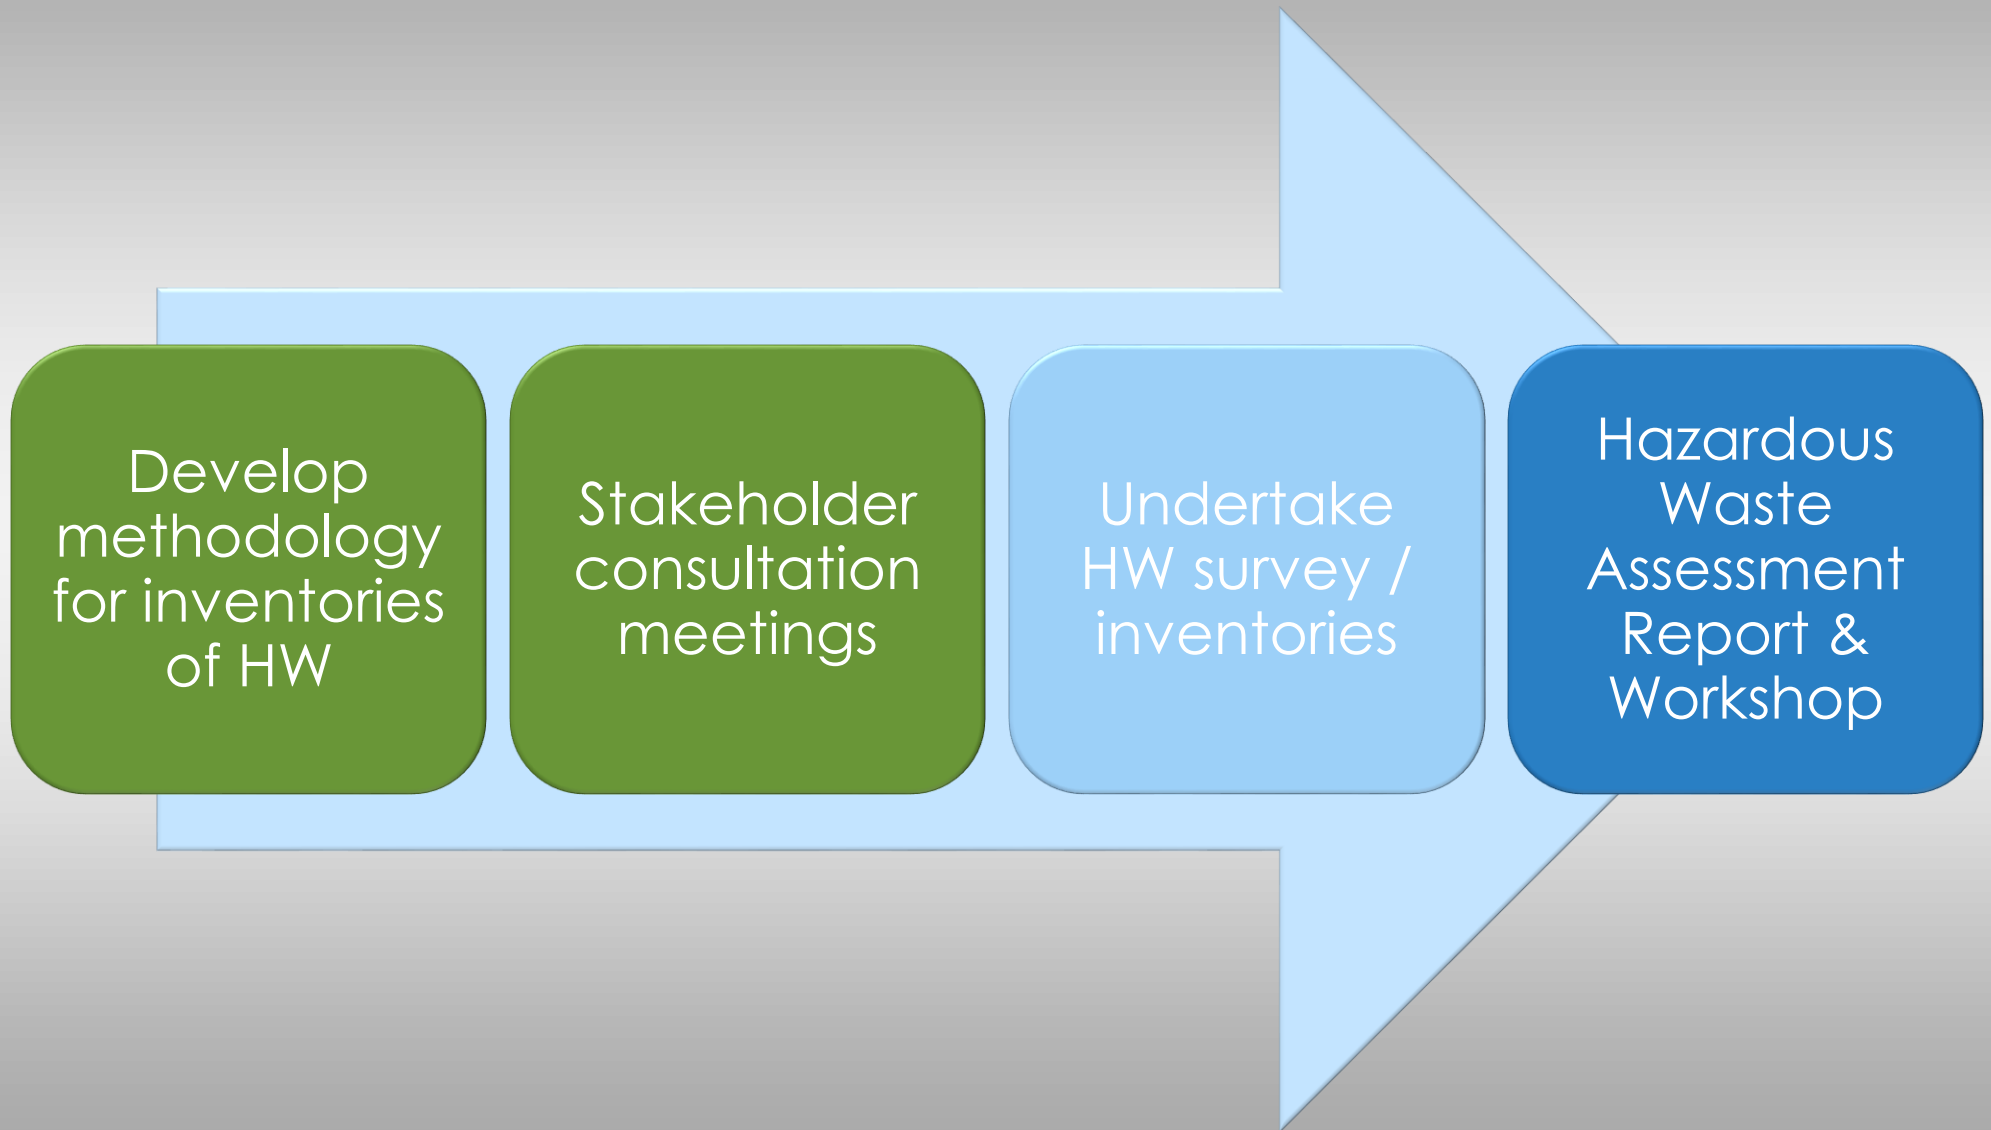 Develop
methodology
for inventories
of HW
Stakeholder
consultation
meetings
Undertake
HW survey /
inventories
Hazardous
Waste
Assessment
Report &
Workshop